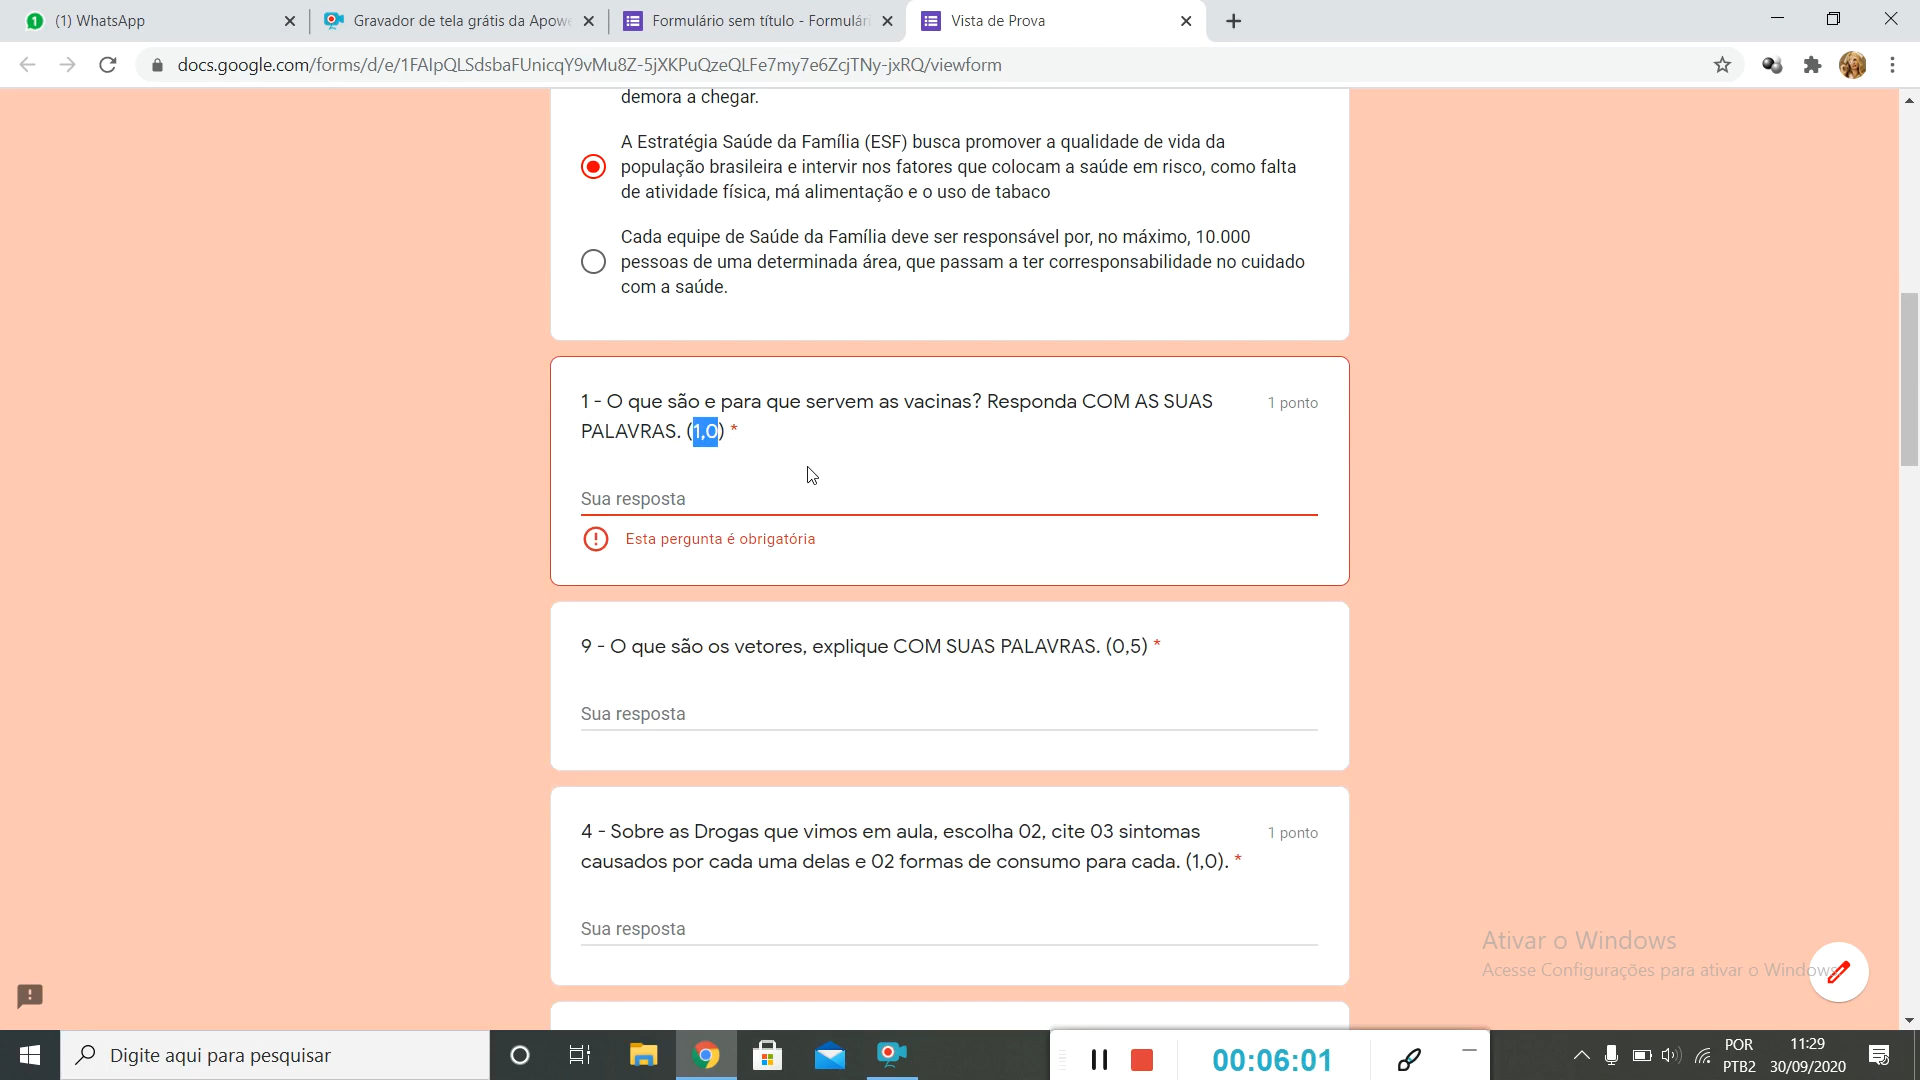 (1) WhatsApp
Gravador de tela grátis da Apowe
Formulário sem título - Formulári
Vista de Prova
docs.google.com/forms/d/e/1FAIpQLSdsbaFUnicqY9vMu8Z-5jXKPuQzeQLFe7my7e6ZcjTNy-jxRQ/viewform
demora a chegar.
A Estratégia Saúde da Família (ESF) busca promover a qualidade de vida da
população brasileira e intervir nos fatores que colocam a saúde em risco, como falta
de atividade física, má alimentação e o uso de tabaco
Cada equipe de Saúde da Família deve ser responsável por, no máximo, 10.000
pessoas de uma determinada área, que passam a ter corresponsabilidade no cuidado
com a saúde.
1 - O que são e para que servem as vacinas? Responda COM AS SUAS
PALAVRAS. (1,0) *
1 ponto
Sua resposta
Esta pergunta é obrigatória
9 - O que são os vetores, explique COM SUAS PALAVRAS. (0,5) *
Sua resposta
4 - Sobre as Drogas que vimos em aula, escolha 02, cite 03 sintomas
causados por cada uma delas e 02 formas de consumo para cada. (1,0). *
1 ponto
Sua resposta
Ativar o Windows
Acesse Configurações para ativar o Windows
Digite aqui para pesquisar
00:06:01
POR
PTB2
11:29
30/09/2020